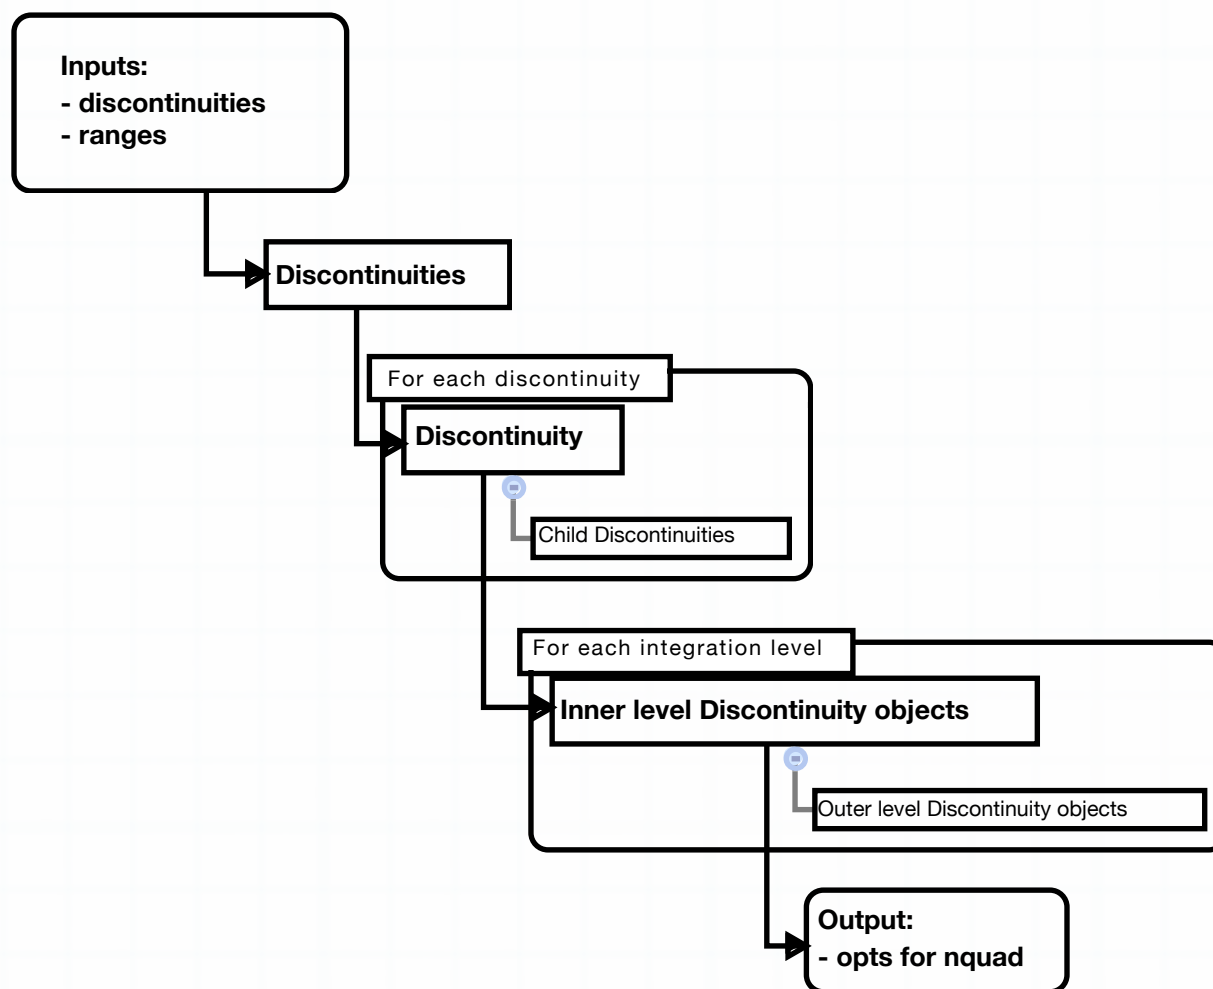 Inputs:
- discontinuities
- ranges
Discontinuities
For each discontinuity
Discontinuity
Child Discontinuities
For each integration level
Inner level Discontinuity objects
Outer level Discontinuity objects
Output:
- opts for nquad